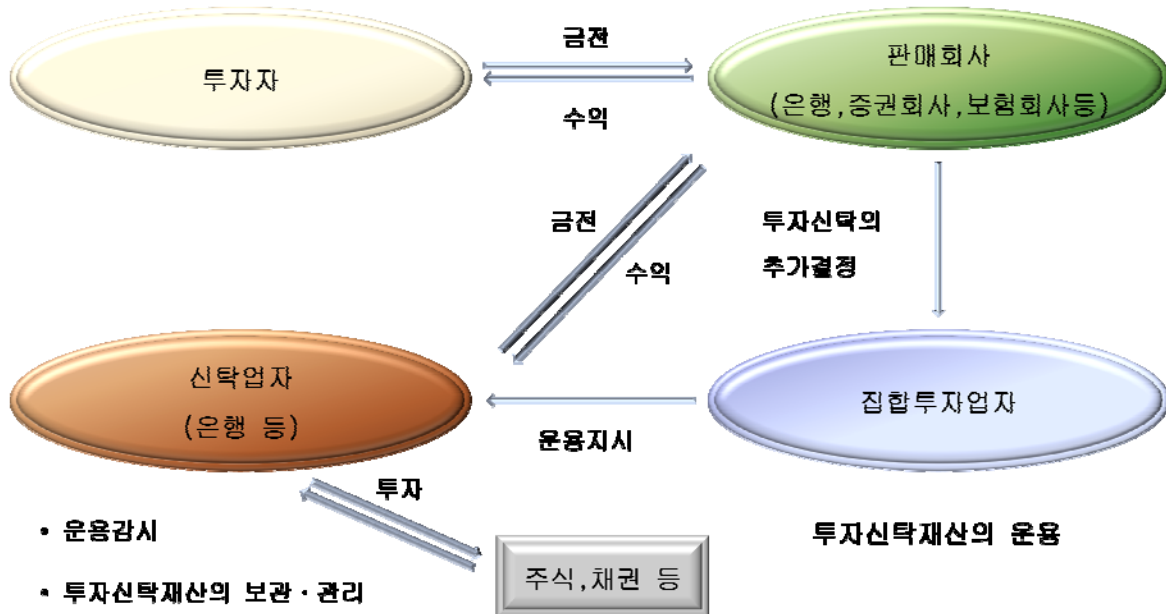 금전
투자자
판매회사
(은행,증권회사,보험회사등)
수익
금전
수익
투자신탁의
추가결정
신탁업자
(은행 등)
집합투자업자
운용지시
투자
• 운용감시
투자신탁재산의 운용
주식,채권 등
• 투자신탁재산의 보관·관리